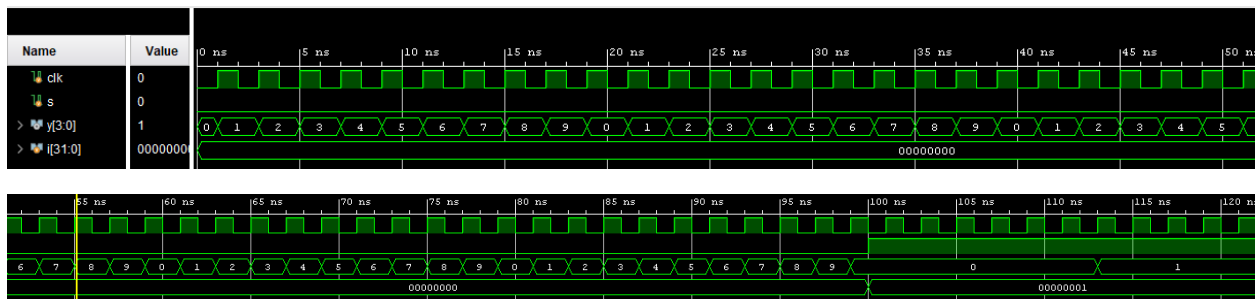 Name Value 0 ns 5 ns 10 ns 15 ns 20 ns 25 ns 30 ns 35 ns 40 ns 45 ns 50 n
clk 0
s 0
y[3:0] 1 0 1 2 3 4 5 6 7 8 9 0 1 2 3 4 5 6 7 8 9 0 1 2 3 4 5
i[31:0] 00000000 00000000
55 ns 60 ns 65 ns 70 ns 75 ns 80 ns 85 ns 90 ns 95 ns 100 ns 105 ns 110 ns 115 ns 120 n
6 7 8 9 0 1 2 3 4 5 6 7 8 9 0 1 2 3 4 5 6 7 8 9 0 1
00000000 00000001